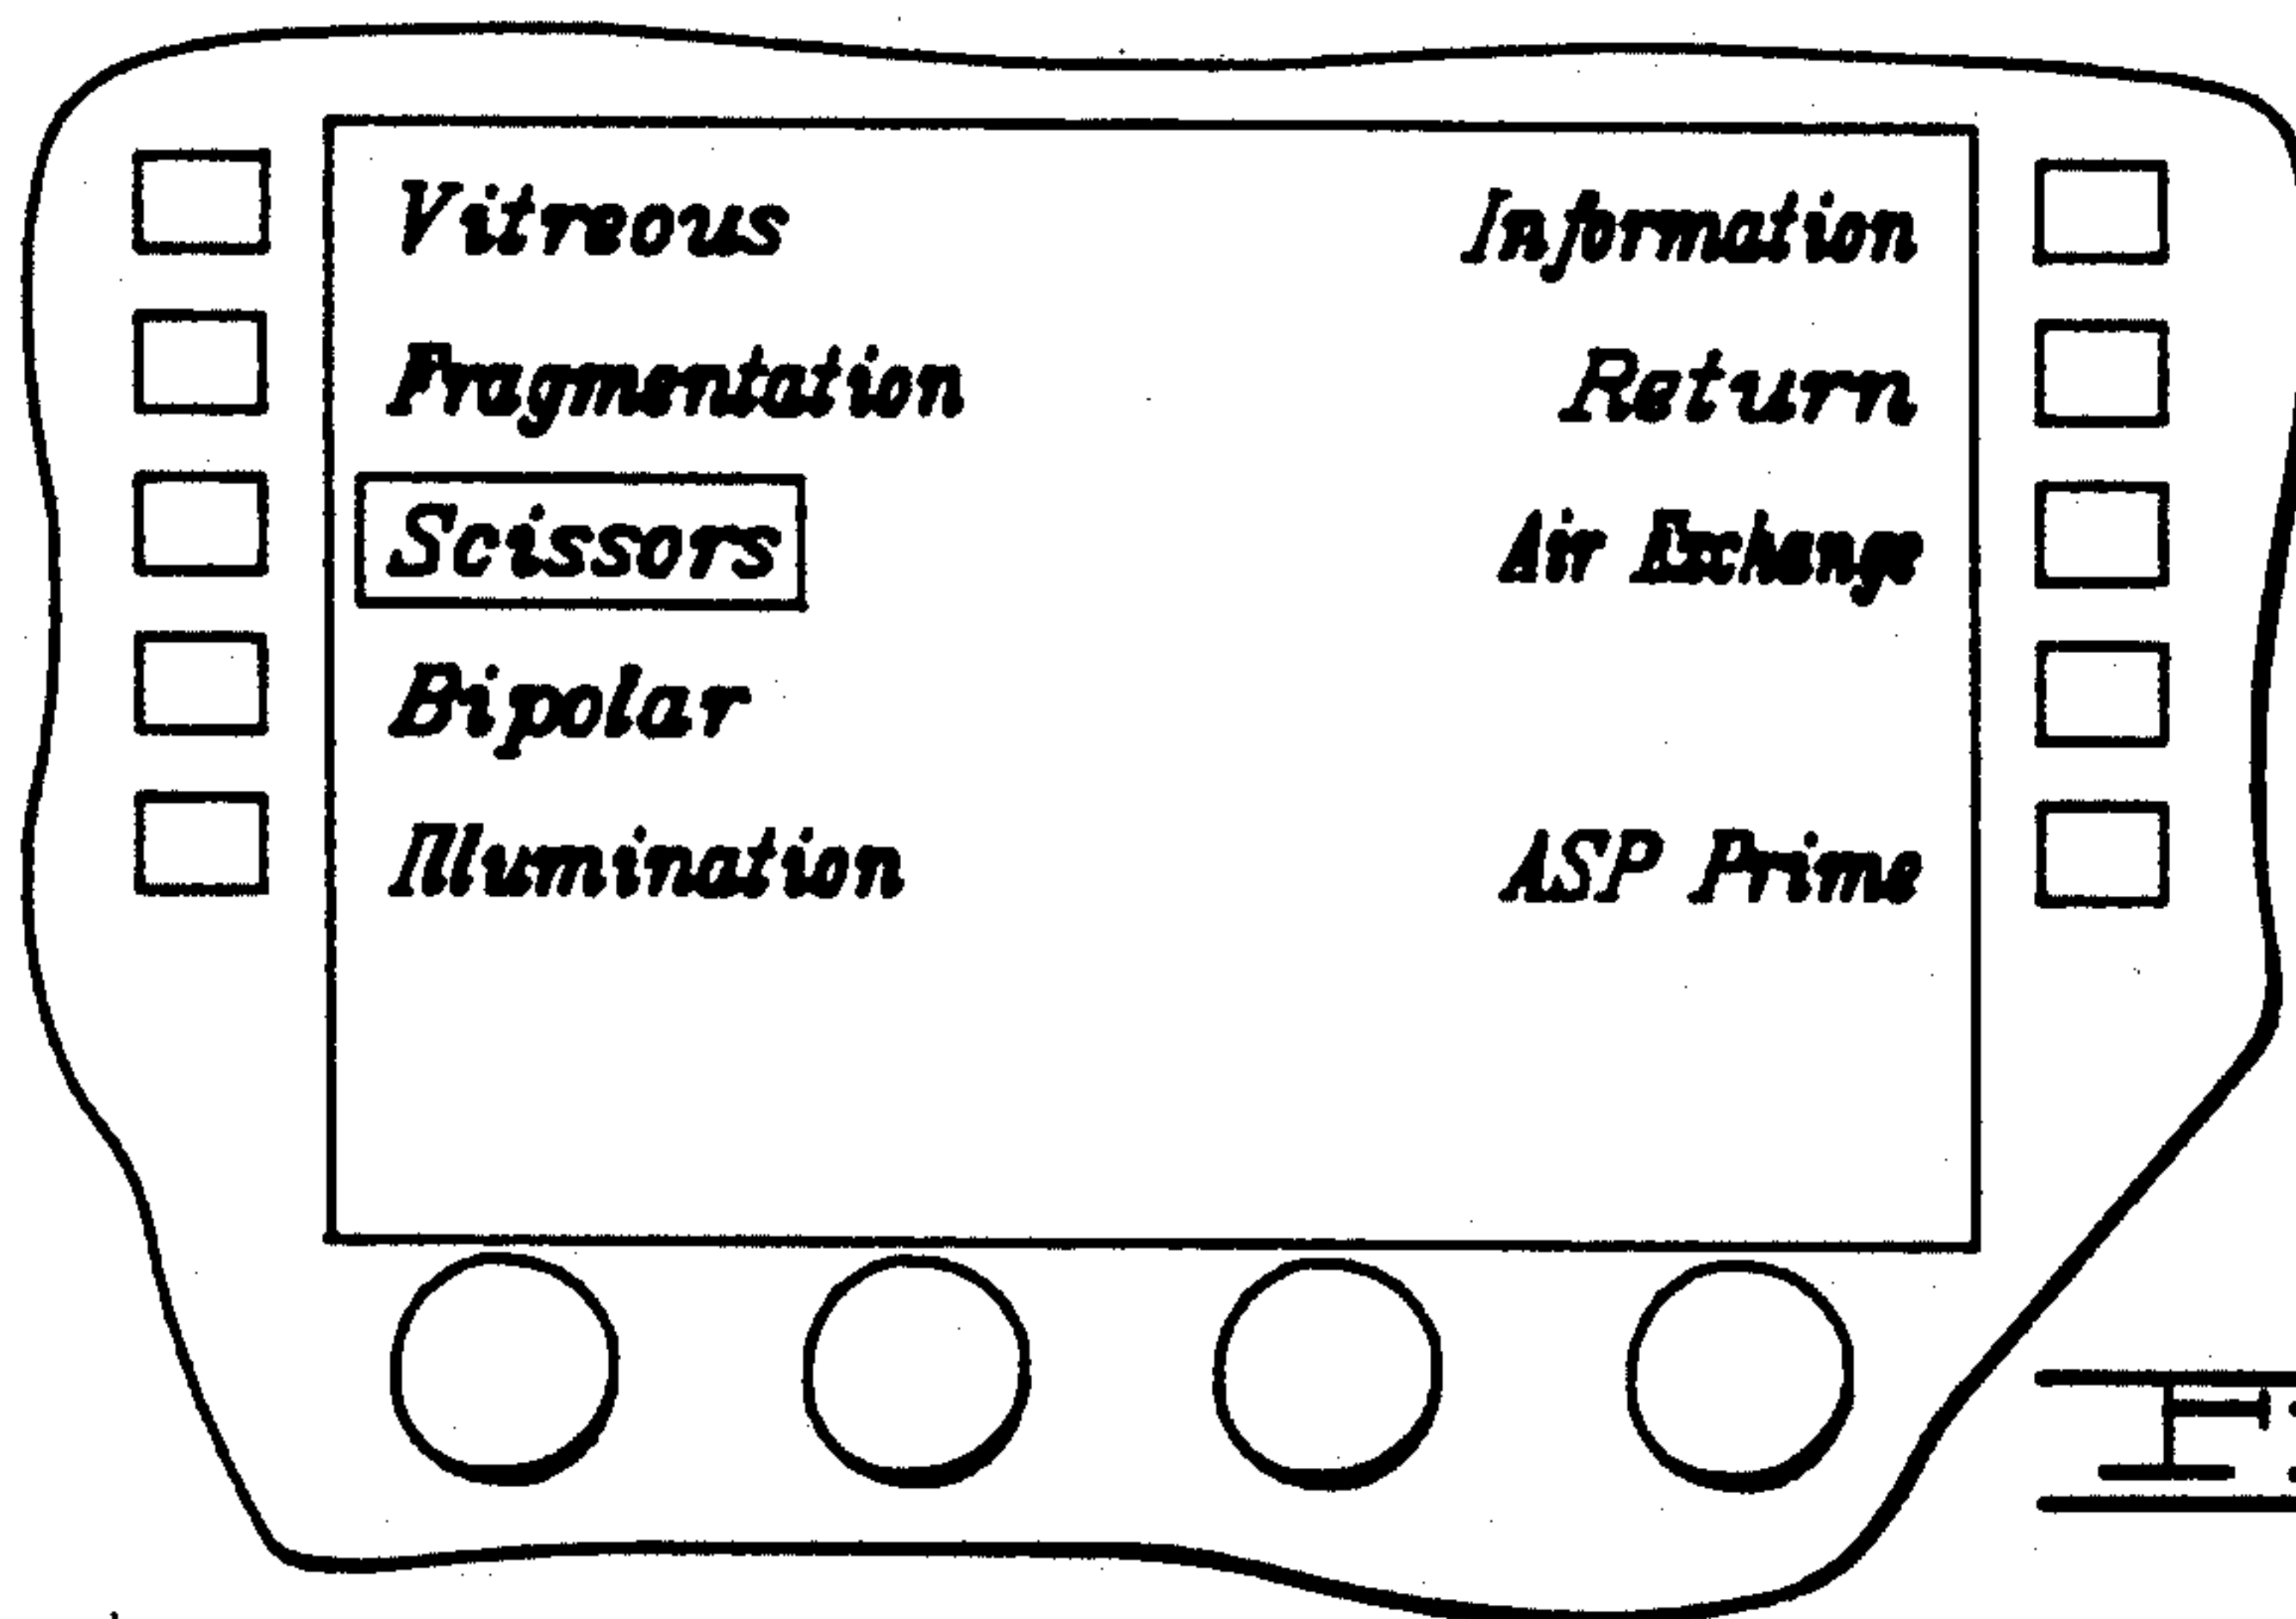 Vitreous Information
Fragmentation Return
Scissors Air Exchange
Bipolar
Illumination ASP Prime